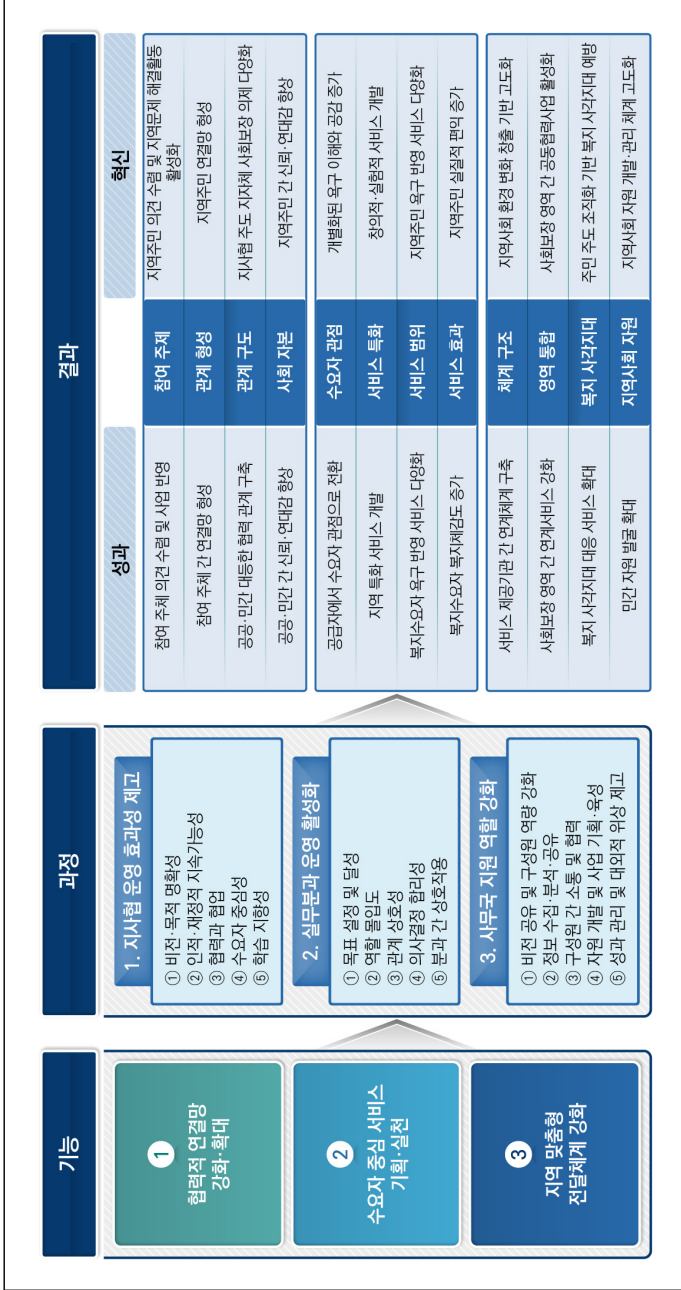 기능
1
협력적 연결망
강화·확대
2
수요자 중심 서비스
기획·실천
3
지역 맞춤형
전달체계 강화
과정
1. 지사협 운영 효과성 제고
① 비전·목적 명확성
② 인적·재정적 지속가능성
③ 협력과 협업
④ 수요자 중심성
⑤ 학습 지향성
2. 실무분과 운영 활성화
① 목표 설정 및 달성
② 역할 몰입도
③ 관계 상호성
④ 의사결정 합리성
⑤ 분과 간 상호작용
3. 사무국 지원 역할 강화
① 비전 공유 및 구성원 역량 강화
② 정보 수집·분석·공유
③ 구성원 간 소통 및 협력
④ 자원 개발 및 사업 기획·육성
⑤ 성과 관리 및 대외적 위상 제고
결과
성과
혁신
참여 주체 의견 수렴 및 사업 반영
참여 주제
지역주민 의견 수렴 및 지역문제 해결활동
활성화
참여 주체 간 연결망 형성
관계 형성
지역주민 연결망 형성
공공·민간 대등한 협력 관계 구축
관계 구도
지사협 주도 지자체 사회보장 의제 다양화
공공·민간 간 신뢰·연대감 향상
사회 자본
지역주민 간 신뢰·연대감 향상
공급자에서 수요자 관점으로 전환
수요자 관점
개별화된 욕구 이해와 공감 증가
지역 특화 서비스 개발
서비스 특화
창의적·실험적 서비스 개발
복지수요자 욕구 반영 서비스 다양화
서비스 범위
지역주민 욕구 반영 서비스 다양화
복지수요자 복지체감도 증가
서비스 효과
지역주민 실질적 편익 증가
서비스 제공기관 간 연계체계 구축
체계 구조
지역사회 환경 변화 창출 기반 고도화
사회보장 영역 간 연계서비스 강화
영역 통합
사회보장 영역 간 공동협력사업 활성화
복지 사각지대 대응 서비스 확대
복지 사각지대
주민 주도 조직화 기반 복지 사각지대 예방
민간 자원 발굴 확대
지역사회 자원
지역사회 자원 개발·관리 체계 고도화